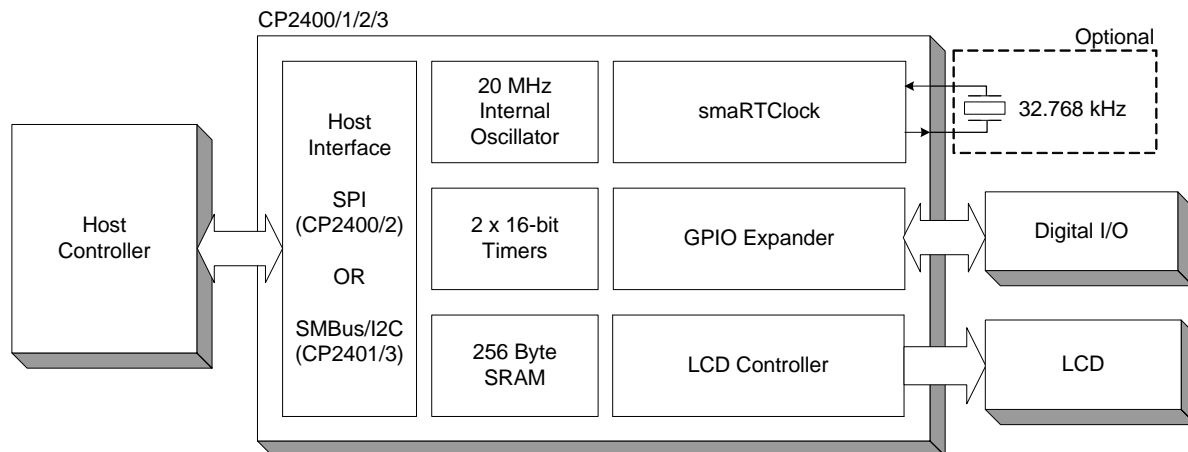 CP2400/1/2/3
Optional
Host
Controller
Host
Interface
SPI
(CP2400/2)
OR
SMBus/I2C
(CP2401/3)
20 MHz
Internal
Oscillator
smaRTClock
32.768 kHz
2 x 16-bit
Timers
GPIO Expander
Digital I/O
256 Byte
SRAM
LCD Controller
LCD